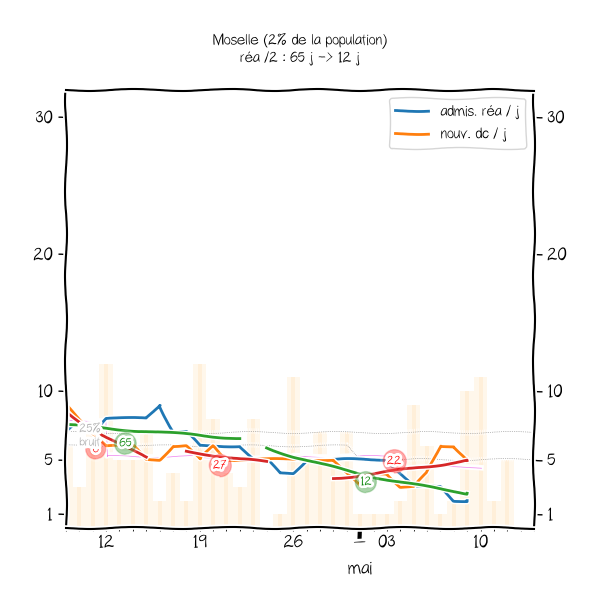 Moselle (2% de la population)
réa /2 : 65 j -> 12 j
admis. réa / j
nouv. dc / j
30 30
20 20
10 10
5 5
1 1
25%
bruit
65
27
22
12
12 19 26 1 03 10
mai